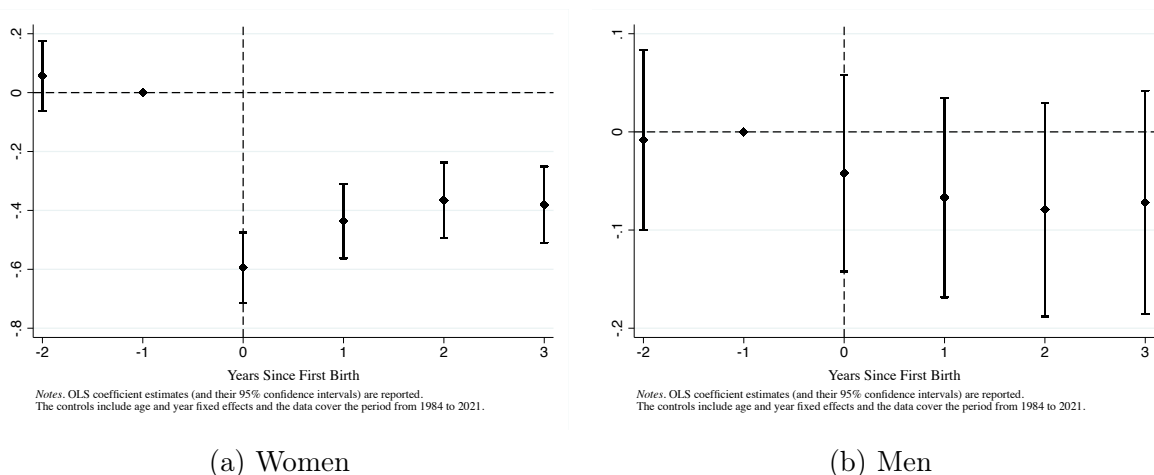 .2
0
-.2
-.4
-.6
-.8
-2 -1 0 1 2 3
Years Since First Birth
Notes. OLS coefficient estimates (and their 95% confidence intervals) are reported.
The controls include age and year fixed effects and the data cover the period from 1984 to 2021.
(a) Women
.1
0
-.1
-.2
-2 -1 0 1 2 3
Years Since First Birth
Notes. OLS coefficient estimates (and their 95% confidence intervals) are reported.
The controls include age and year fixed effects and the data cover the period from 1984 to 2021.
(b) Men